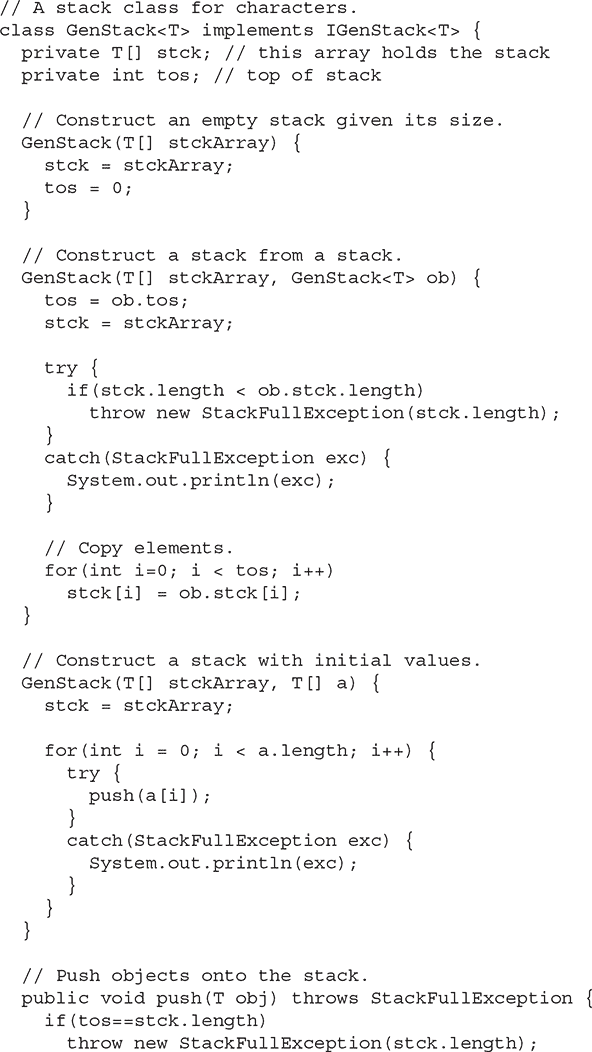 // A stack class for characters.
class GenStack<T> implements IGenStack<T> {
  private T[] stck; // this array holds the stack
  private int tos; // top of stack

  // Construct an empty stack given its size.
  GenStack(T[] stckArray) {
    stck = stckArray;
    tos = 0;
  }

  // Construct a stack from a stack.
  GenStack(T[] stckArray, GenStack<T> ob) {
    tos = ob.tos;
    stck = stckArray;

    try {
      if(stck.length < ob.stck.length)
        throw new StackFullException(stck.length);
    }
    catch(StackFullException exc) {
      System.out.println(exc);
    }

    // Copy elements.
    for(int i=0; i < tos; i++)
      stck[i] = ob.stck[i];
  }

  // Construct a stack with initial values.
  GenStack(T[] stckArray, T[] a) {
    stck = stckArray;

    for(int i = 0; i < a.length; i++) {
      try {
        push(a[i]);
      }
      catch(StackFullException exc) {
        System.out.println(exc);
      }
    }
  }

  // Push objects onto the stack.
  public void push(T obj) throws StackFullException {
    if(tos==stck.length)
      throw new StackFullException(stck.length);